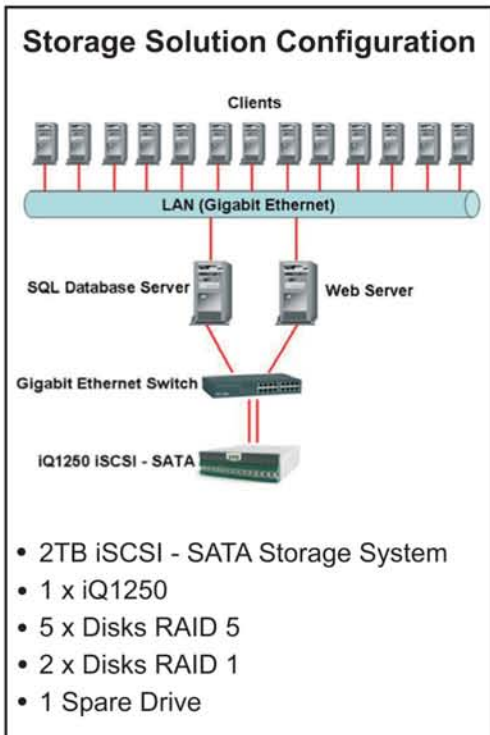 Storage Solution Configuration
Clients
LAN (Gigabit Ethernet)
SQL Database Server
Web Server
Gigabit Ethernet Switch
iQ1250 iSCSI - SATA
• 2TB iSCSI - SATA Storage System
• 1 x iQ1250
• 5 x Disks RAID 5
• 2 x Disks RAID 1
• 1 Spare Drive